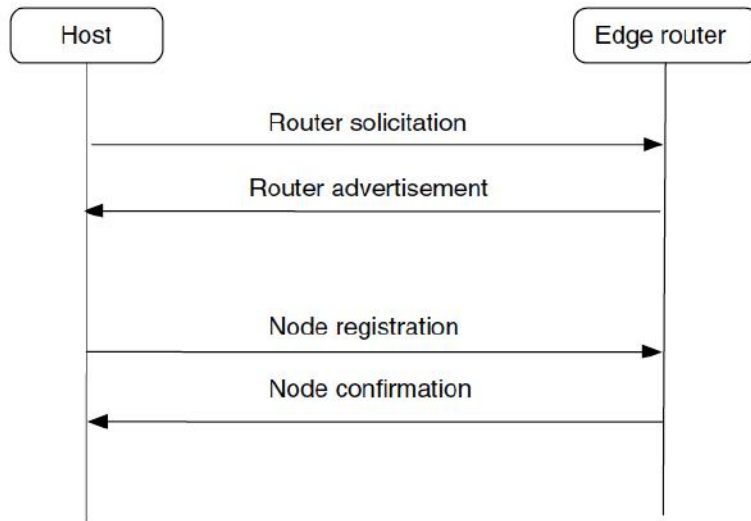 Host
Edge router
Router solicitation
Router advertisement
Node registration
Node confirmation